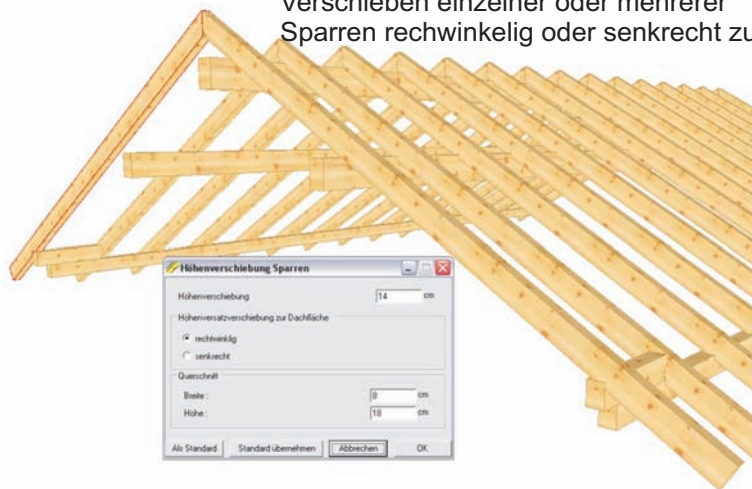 Verschieben einzelner oder mehrerer
Sparren rechwinkelig oder senkrecht zu
Höhenverschiebung Sparren
Höhenverschiebung 14 cm
Höhenversatzverschiebung zur Dachfläche
rechtwinklig
senkrecht
Querschnitt
Breite : 8 cm
Höhe : 18 cm
Als Standard Standard übernehmen Abbrechen OK